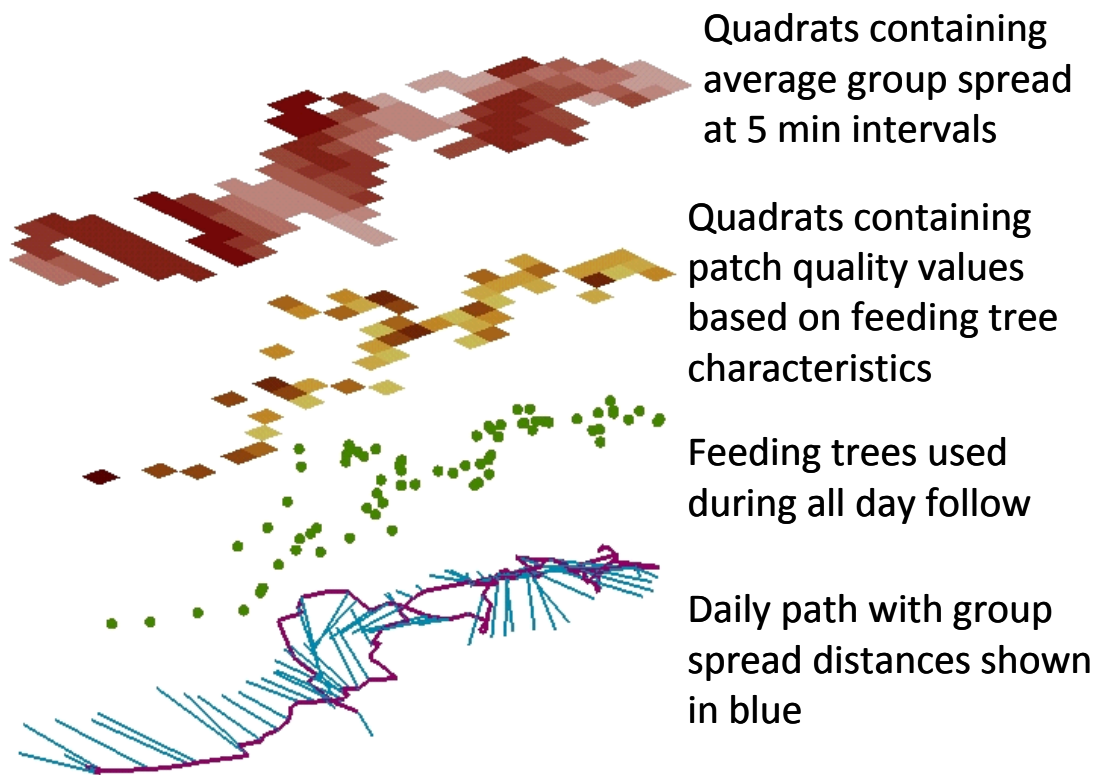 Quadrats containing
average group spread
at 5 min intervals
Quadrats containing
patch quality values
based on feeding tree
characteristics
Feeding trees used
during all day follow
Daily path with group
spread distances shown
in blue